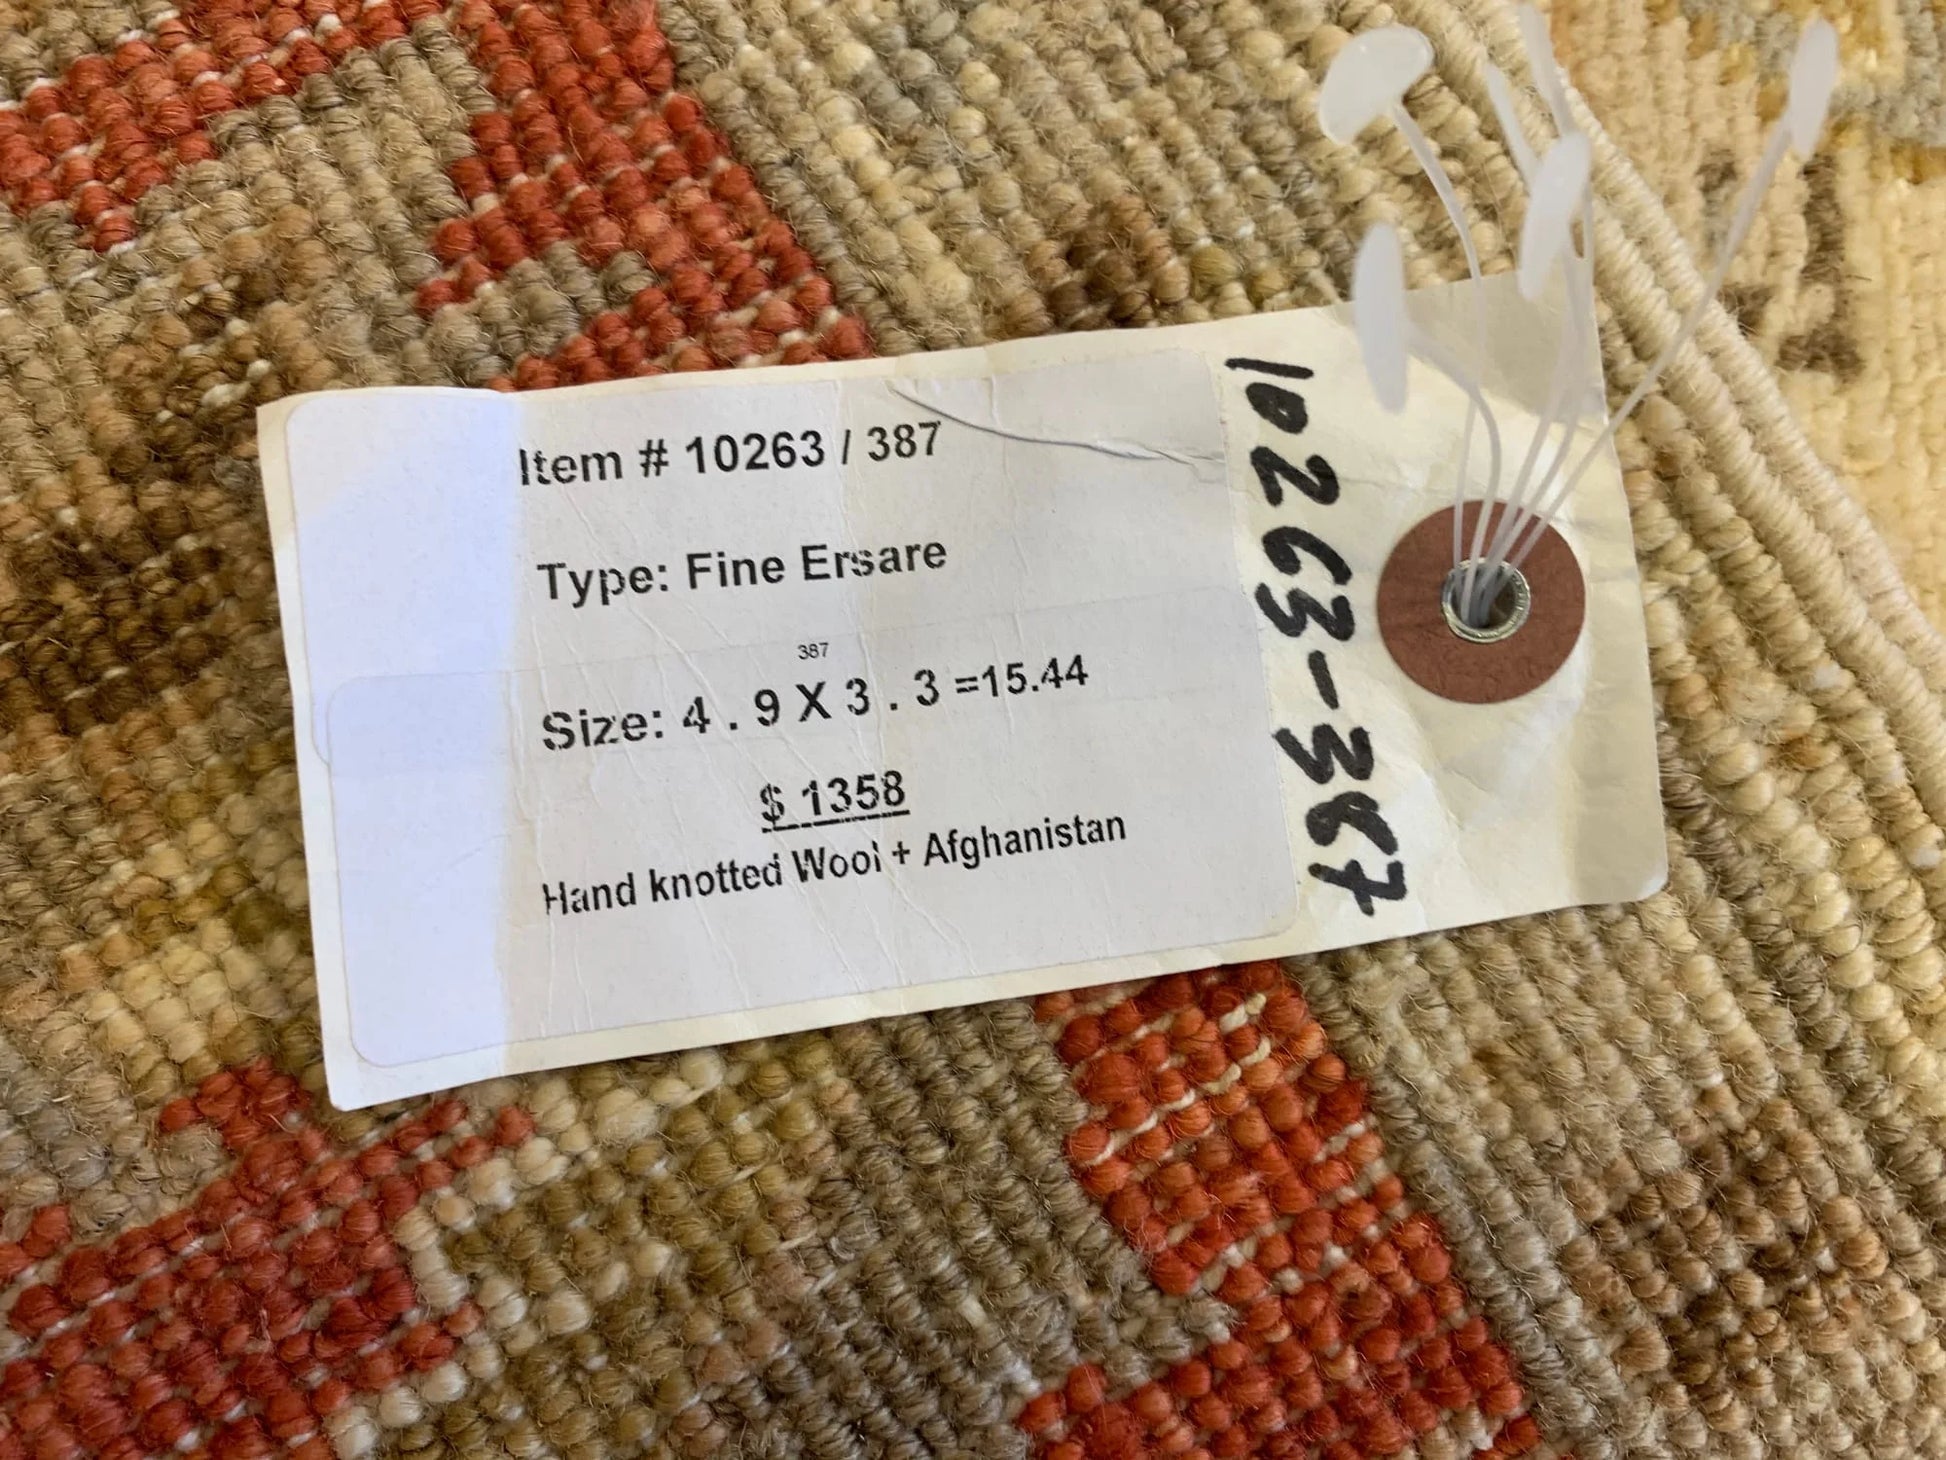 Item # 10263 / 387
Type: Fine Ersare
387
Size: 4 . 9 X 3 . 3 =15.44
$ 1358
Hand knotted Wool + Afghanistan
10263-387